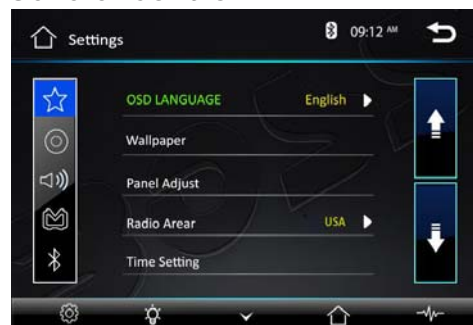 Settings
09:12 AM
OSD LANGUAGE English
Wallpaper
Panel Adjust
Radio Arear USA
Time Setting